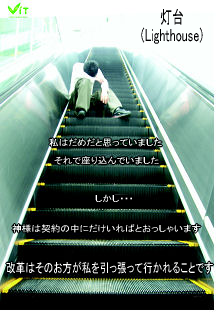 ViT
灯台
(Lighthouse)
私はだめだと思っていました
それで座り込んでいました
しかし・・・
神様は契約の中にだけいればとおっしゃいます
改革はそのお方が私を引っ張って行かれることです